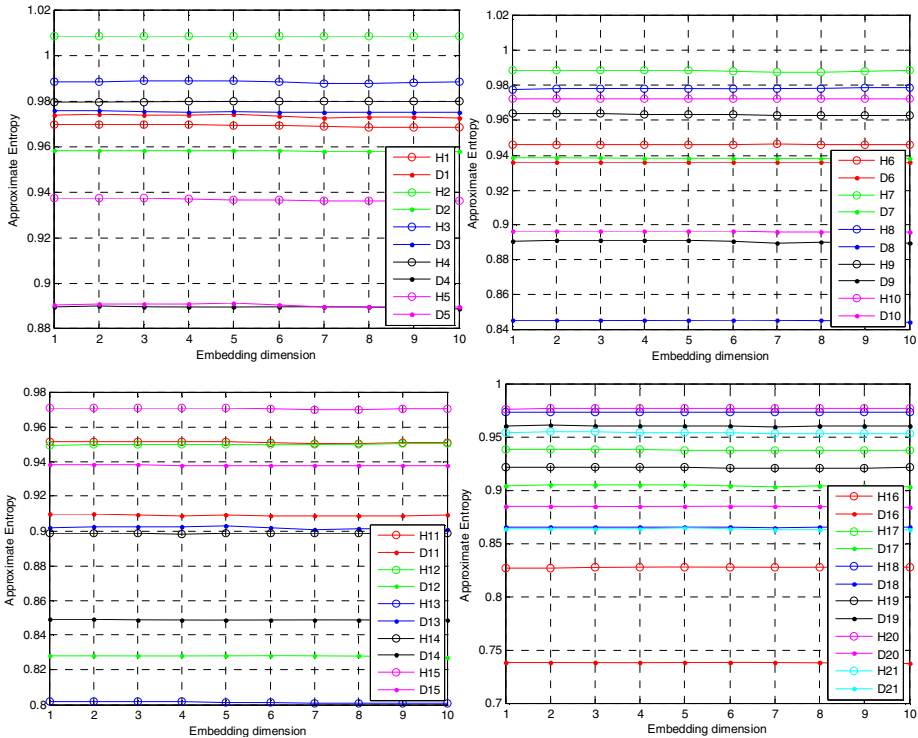 1.02
1
0.98
0.96
0.94
0.92
0.9
0.88
Approximate Entropy
1 2 3 4 5 6 7 8 9 10
Embedding dimension
H1
D1
H2
D2
H3
D3
H4
D4
H5
D5
1.02
1
0.98
0.96
0.94
0.92
0.9
0.88
0.86
0.84
Approximate Entropy
1 2 3 4 5 6 7 8 9 10
Embedding dimension
H6
D6
H7
D7
H8
D8
H9
D9
H10
D10
0.98
0.96
0.94
0.92
0.9
0.88
0.86
0.84
0.82
0.8
Approximate Entropy
1 2 3 4 5 6 7 8 9 10
Embedding dimension
H11
D11
H12
D12
H13
D13
H14
D14
H15
D15
1
0.95
0.9
0.85
0.8
0.75
0.7
Approximate Entropy
1 2 3 4 5 6 7 8 9 10
Embedding dimension
H16
D16
H17
D17
H18
D18
H19
D19
H20
D20
H21
D21